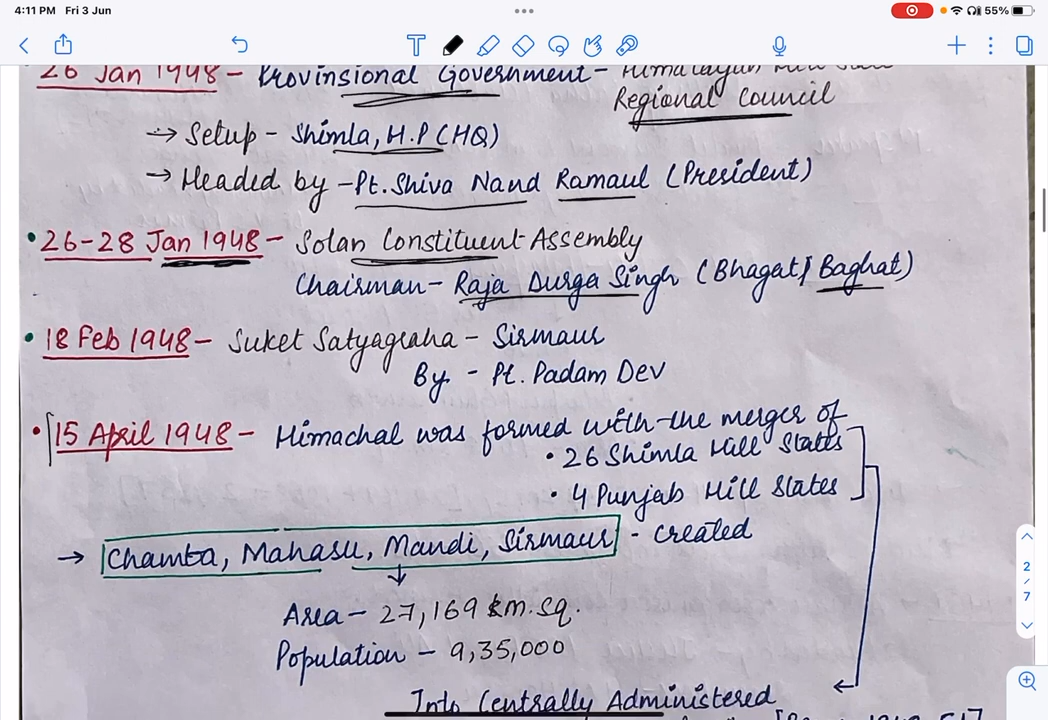 4:11 PM Fri 3 Jun
55%
26 Jan 1948 - Provinsional Government - Himalayan Hill State
Regional Council
→ Setup - Shimla, H.P (HQ)
→ Headed by - Pt. Shiva Nand Ramaul (President)
• 26-28 Jan 1948 - Solan Constituent Assembly
Chairman - Raja Durga Singh (Bhagat/Baghat)
• 18 Feb 1948 - Suket Satyagraha - Sirmaur
By - Pt. Padam Dev
• 15 April 1948 - Himachal was formed with the merger of
• 26 Shimla Hill States
• 4 Punjab Hill States
→ Chamba, Mahasu, Mandi, Sirmaur - created
Area - 27,169 km.sq.
Population - 9,35,000
Into Centrally Administered
2
/
7